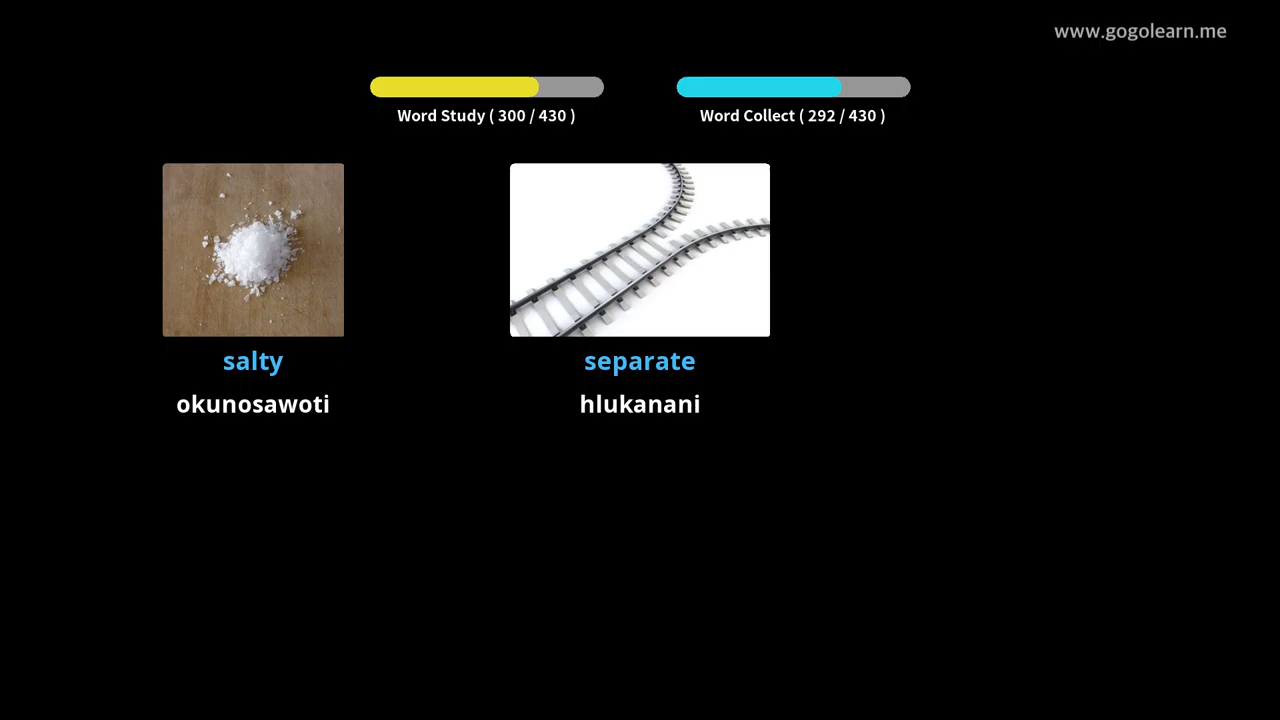 www.gogolearn.me
Word Study ( 300 / 430 )
Word Collect ( 292 / 430 )
salty
separate
okunosawoti
hlukanani